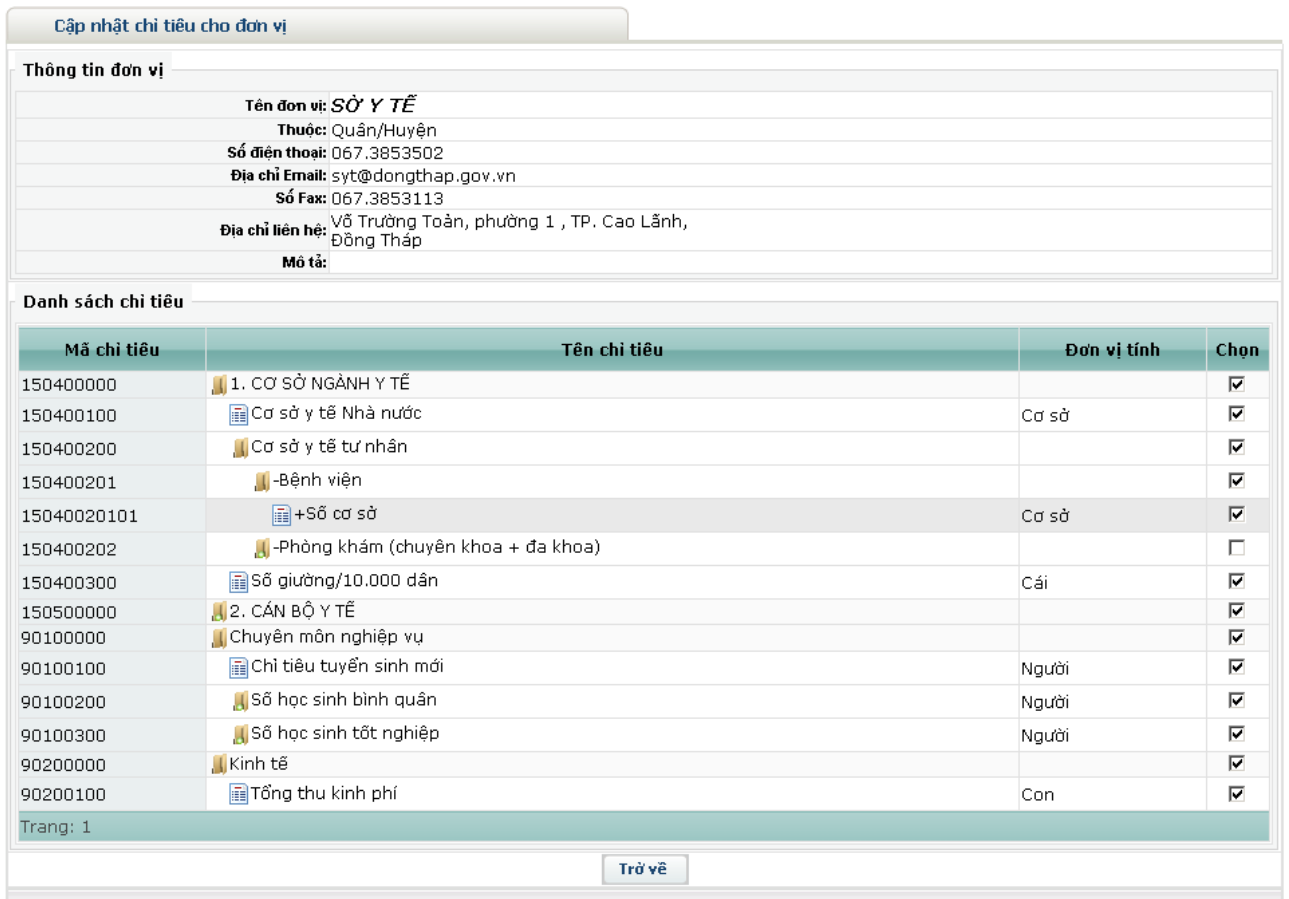 Cập nhật chỉ tiêu cho đơn vị
Thông tin đơn vị
Tên đơn vị: SỞ Y TẾ
Thuộc: Quận/Huyện
Số điện thoại: 067.3853502
Địa chỉ Email: syt@dongthap.gov.vn
Số Fax: 067.3853113
Địa chỉ liên hệ: Võ Trường Toản, phường 1 , TP. Cao Lãnh,
Đồng Tháp
Mô tả:
Danh sách chỉ tiêu
Mã chỉ tiêu Tên chỉ tiêu Đơn vị tính Chọn
150400000 1. CƠ SỞ NGÀNH Y TẾ
150400100 Cơ sở y tế Nhà nước Cơ sở
150400200 Cơ sở y tế tư nhân
150400201 -Bệnh viện
15040020101 +Số cơ sở Cơ sở
150400202 -Phòng khám (chuyên khoa + đa khoa)
150400300 Số giường/10.000 dân Cái
150500000 2. CÁN BỘ Y TẾ
90100000 Chuyên môn nghiệp vụ
90100100 Chỉ tiêu tuyển sinh mới Người
90100200 Số học sinh bình quân Người
90100300 Số học sinh tốt nghiệp Người
90200000 Kinh tế
90200100 Tổng thu kinh phí Con
Trang: 1
Trở về